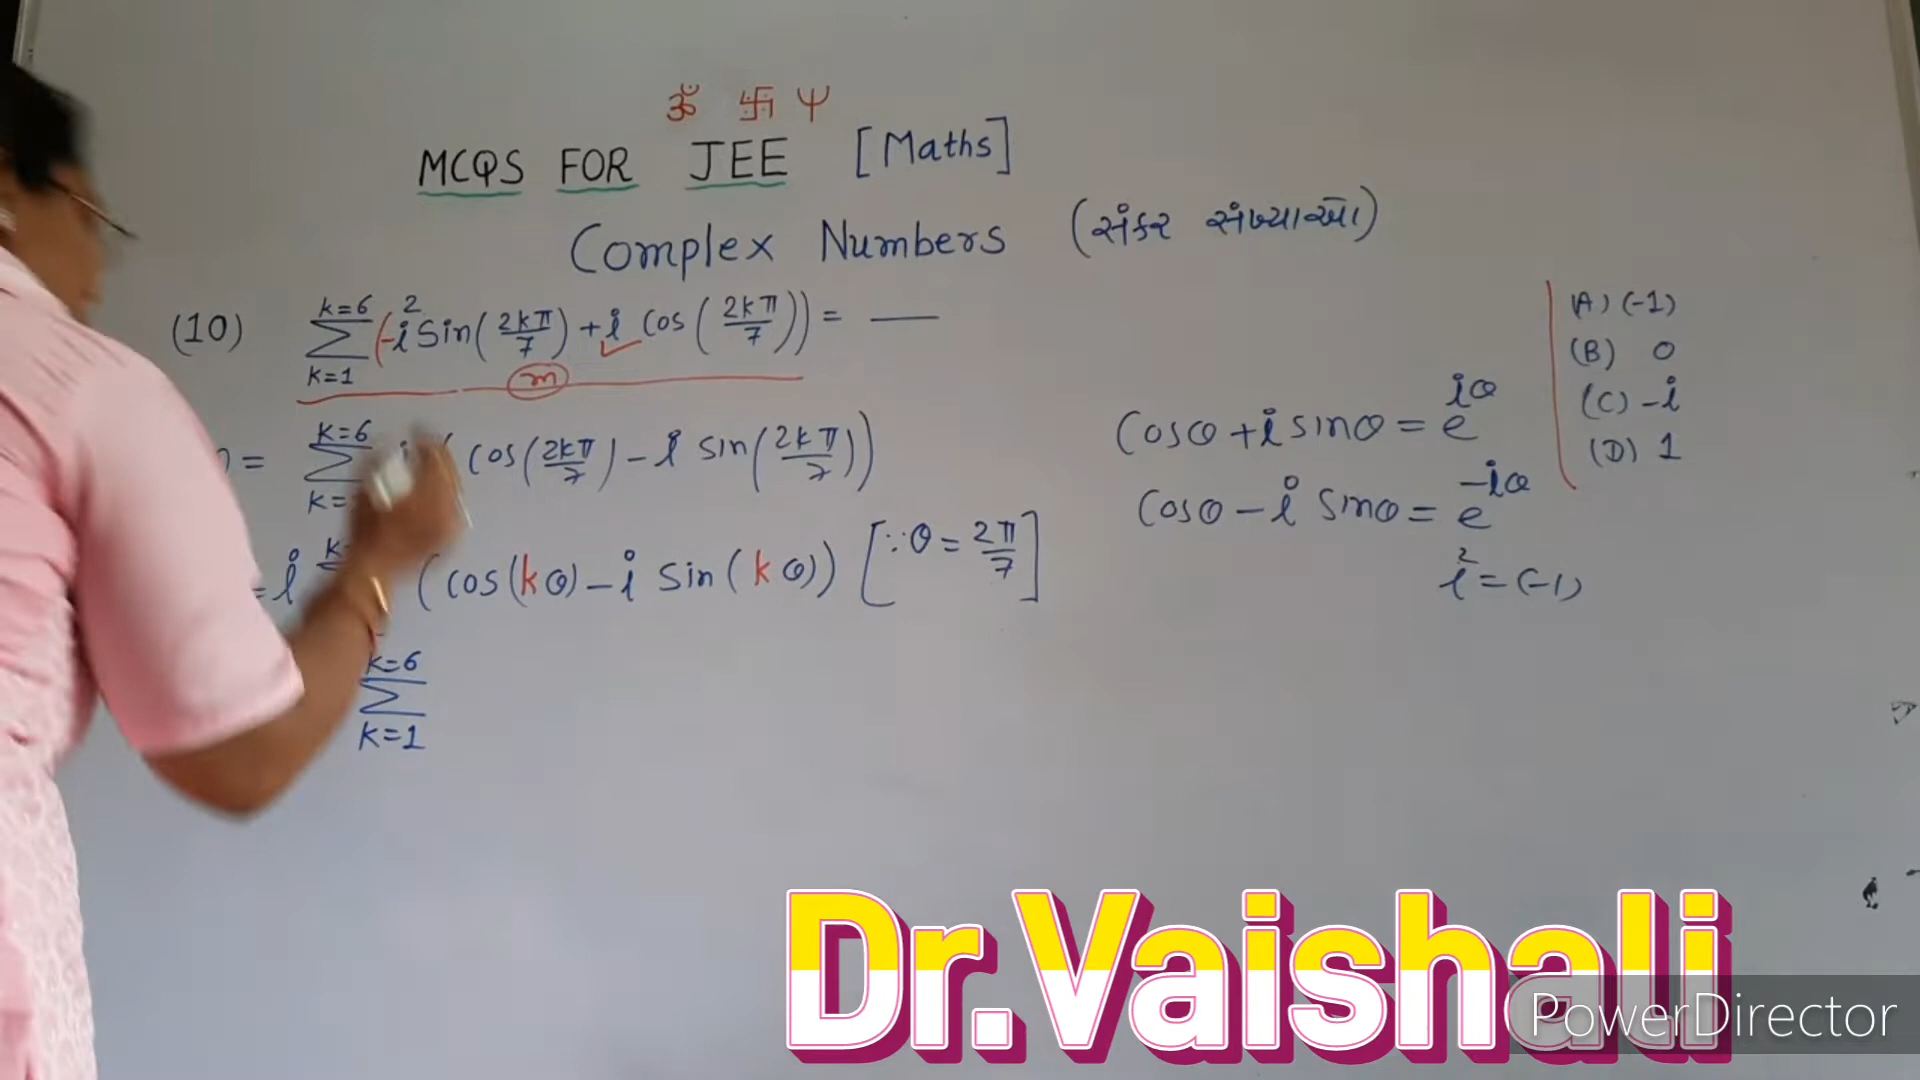 ॐ 卐 Ψ
MCQS FOR JEE [Maths]
Complex Numbers (સંકર સંખ્યાઓ)
(10) k=6 ∑ k=1 (-i² Sin(2kπ/7) + i Cos(2kπ/7)) = ___
m
= k=6 ∑ ( cos(2kπ/7) - i sin(2kπ/7))
= i (cos(kθ) - i sin(kθ)) [∵ θ = 2π/7]
k=6 ∑ k=1
Cosθ + i sinθ = e^iθ
Cosθ - i sinθ = e^-iθ
i² = (-1)
(A) (-1)
(B) 0
(C) -i
(D) 1
Dr.Vaishali
PowerDirector